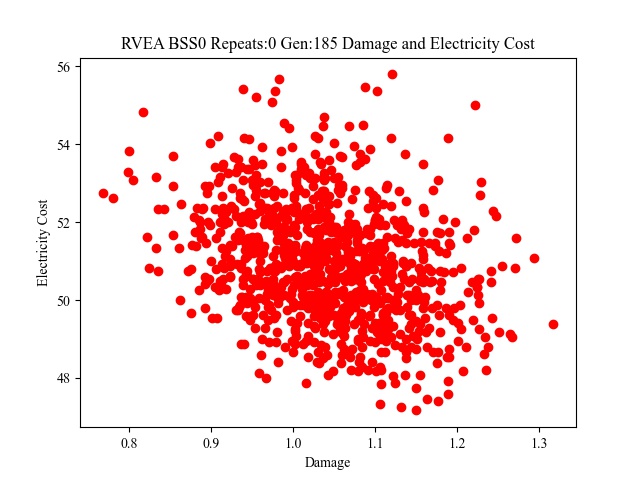 RVEA BSS0 Repeats:0 Gen:185 Damage and Electricity Cost
56
54
52
50
48
Electricity Cost
0.8 0.9 1.0 1.1 1.2 1.3
Damage